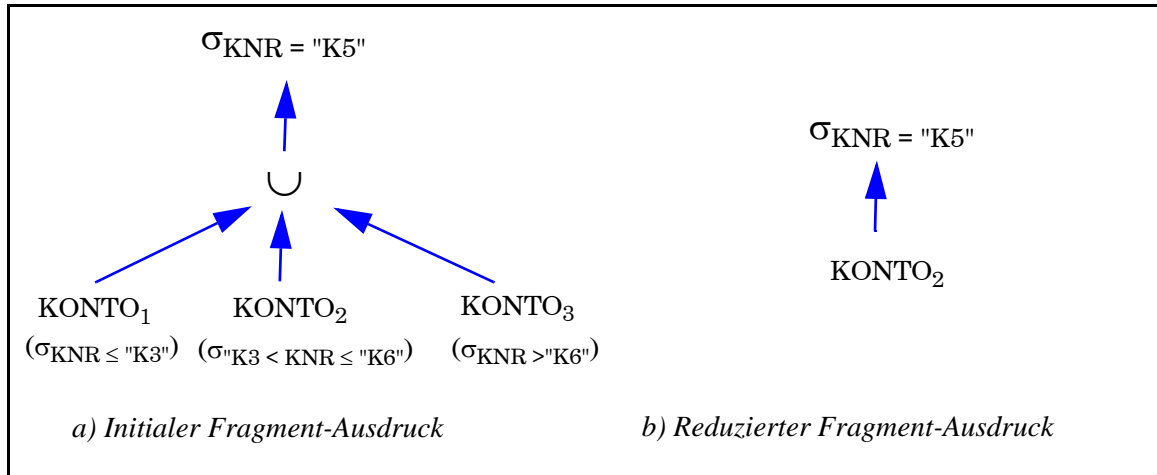 σKNR = "K5"
∪
KONTO1 KONTO2 KONTO3
(σKNR ≤ "K3") (σ"K3 < KNR ≤ "K6") (σKNR >"K6")
a) Initialer Fragment-Ausdruck
σKNR = "K5"
KONTO2
b) Reduzierter Fragment-Ausdruck